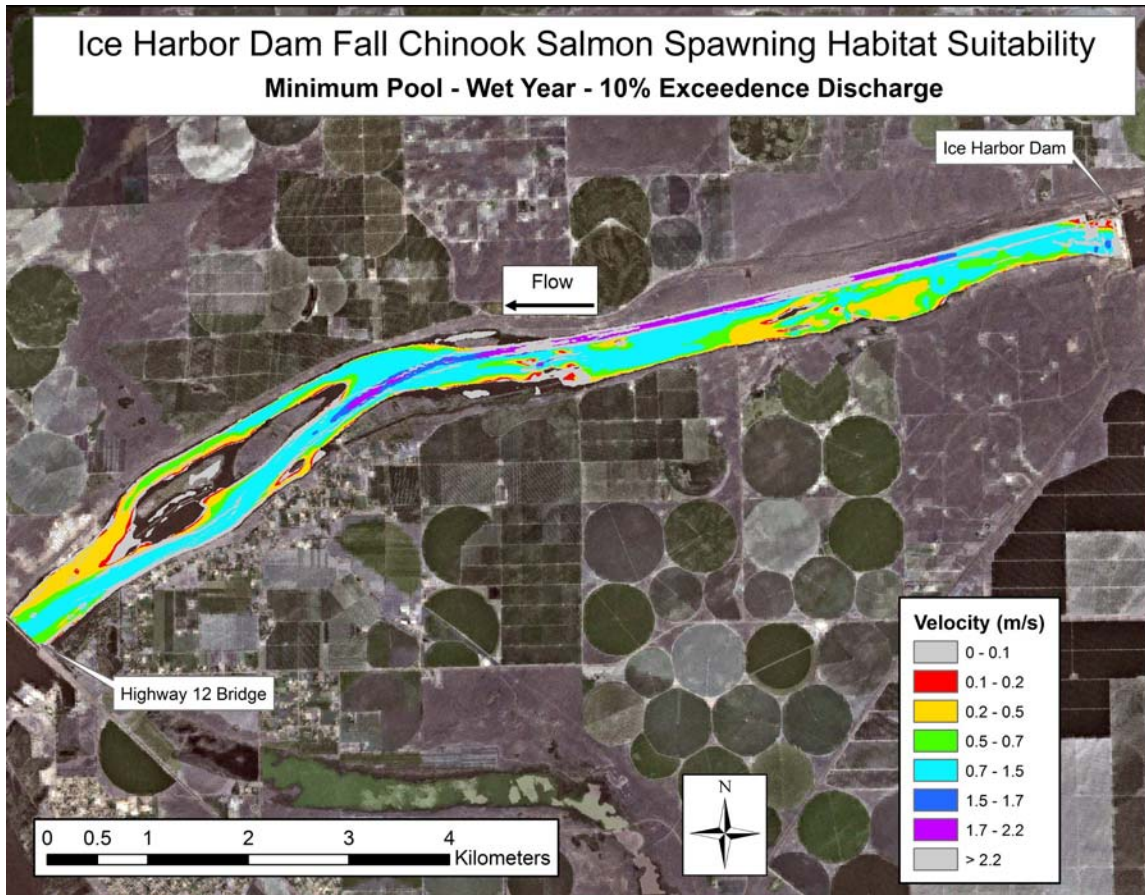 Ice Harbor Dam Fall Chinook Salmon Spawning Habitat Suitability
Minimum Pool - Wet Year - 10% Exceedence Discharge
Ice Harbor Dam
Flow
Highway 12 Bridge
Velocity (m/s)
0 - 0.1
0.1 - 0.2
0.2 - 0.5
0.5 - 0.7
0.7 - 1.5
1.5 - 1.7
1.7 - 2.2
> 2.2
N
0 0.5 1 2 3 4
Kilometers